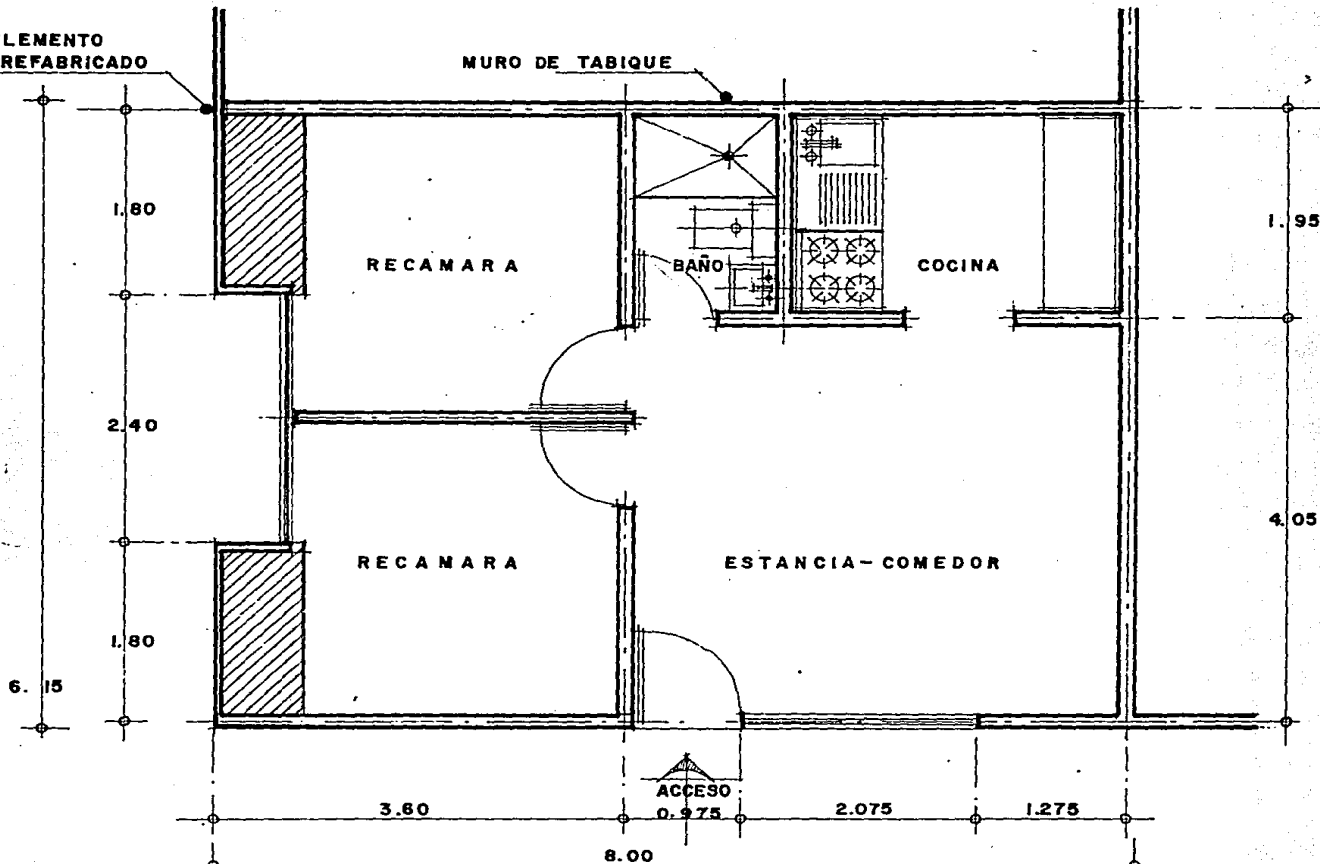 LEMENTO
REFABRICADO
MURO DE TABIQUE
1.80
1.95
RECAMARA
BAÑO
COCINA
2.40
4.05
RECAMARA
ESTANCIA-COMEDOR
1.80
6.15
ACCESO
3.60
0.975
2.075
1.275
8.00